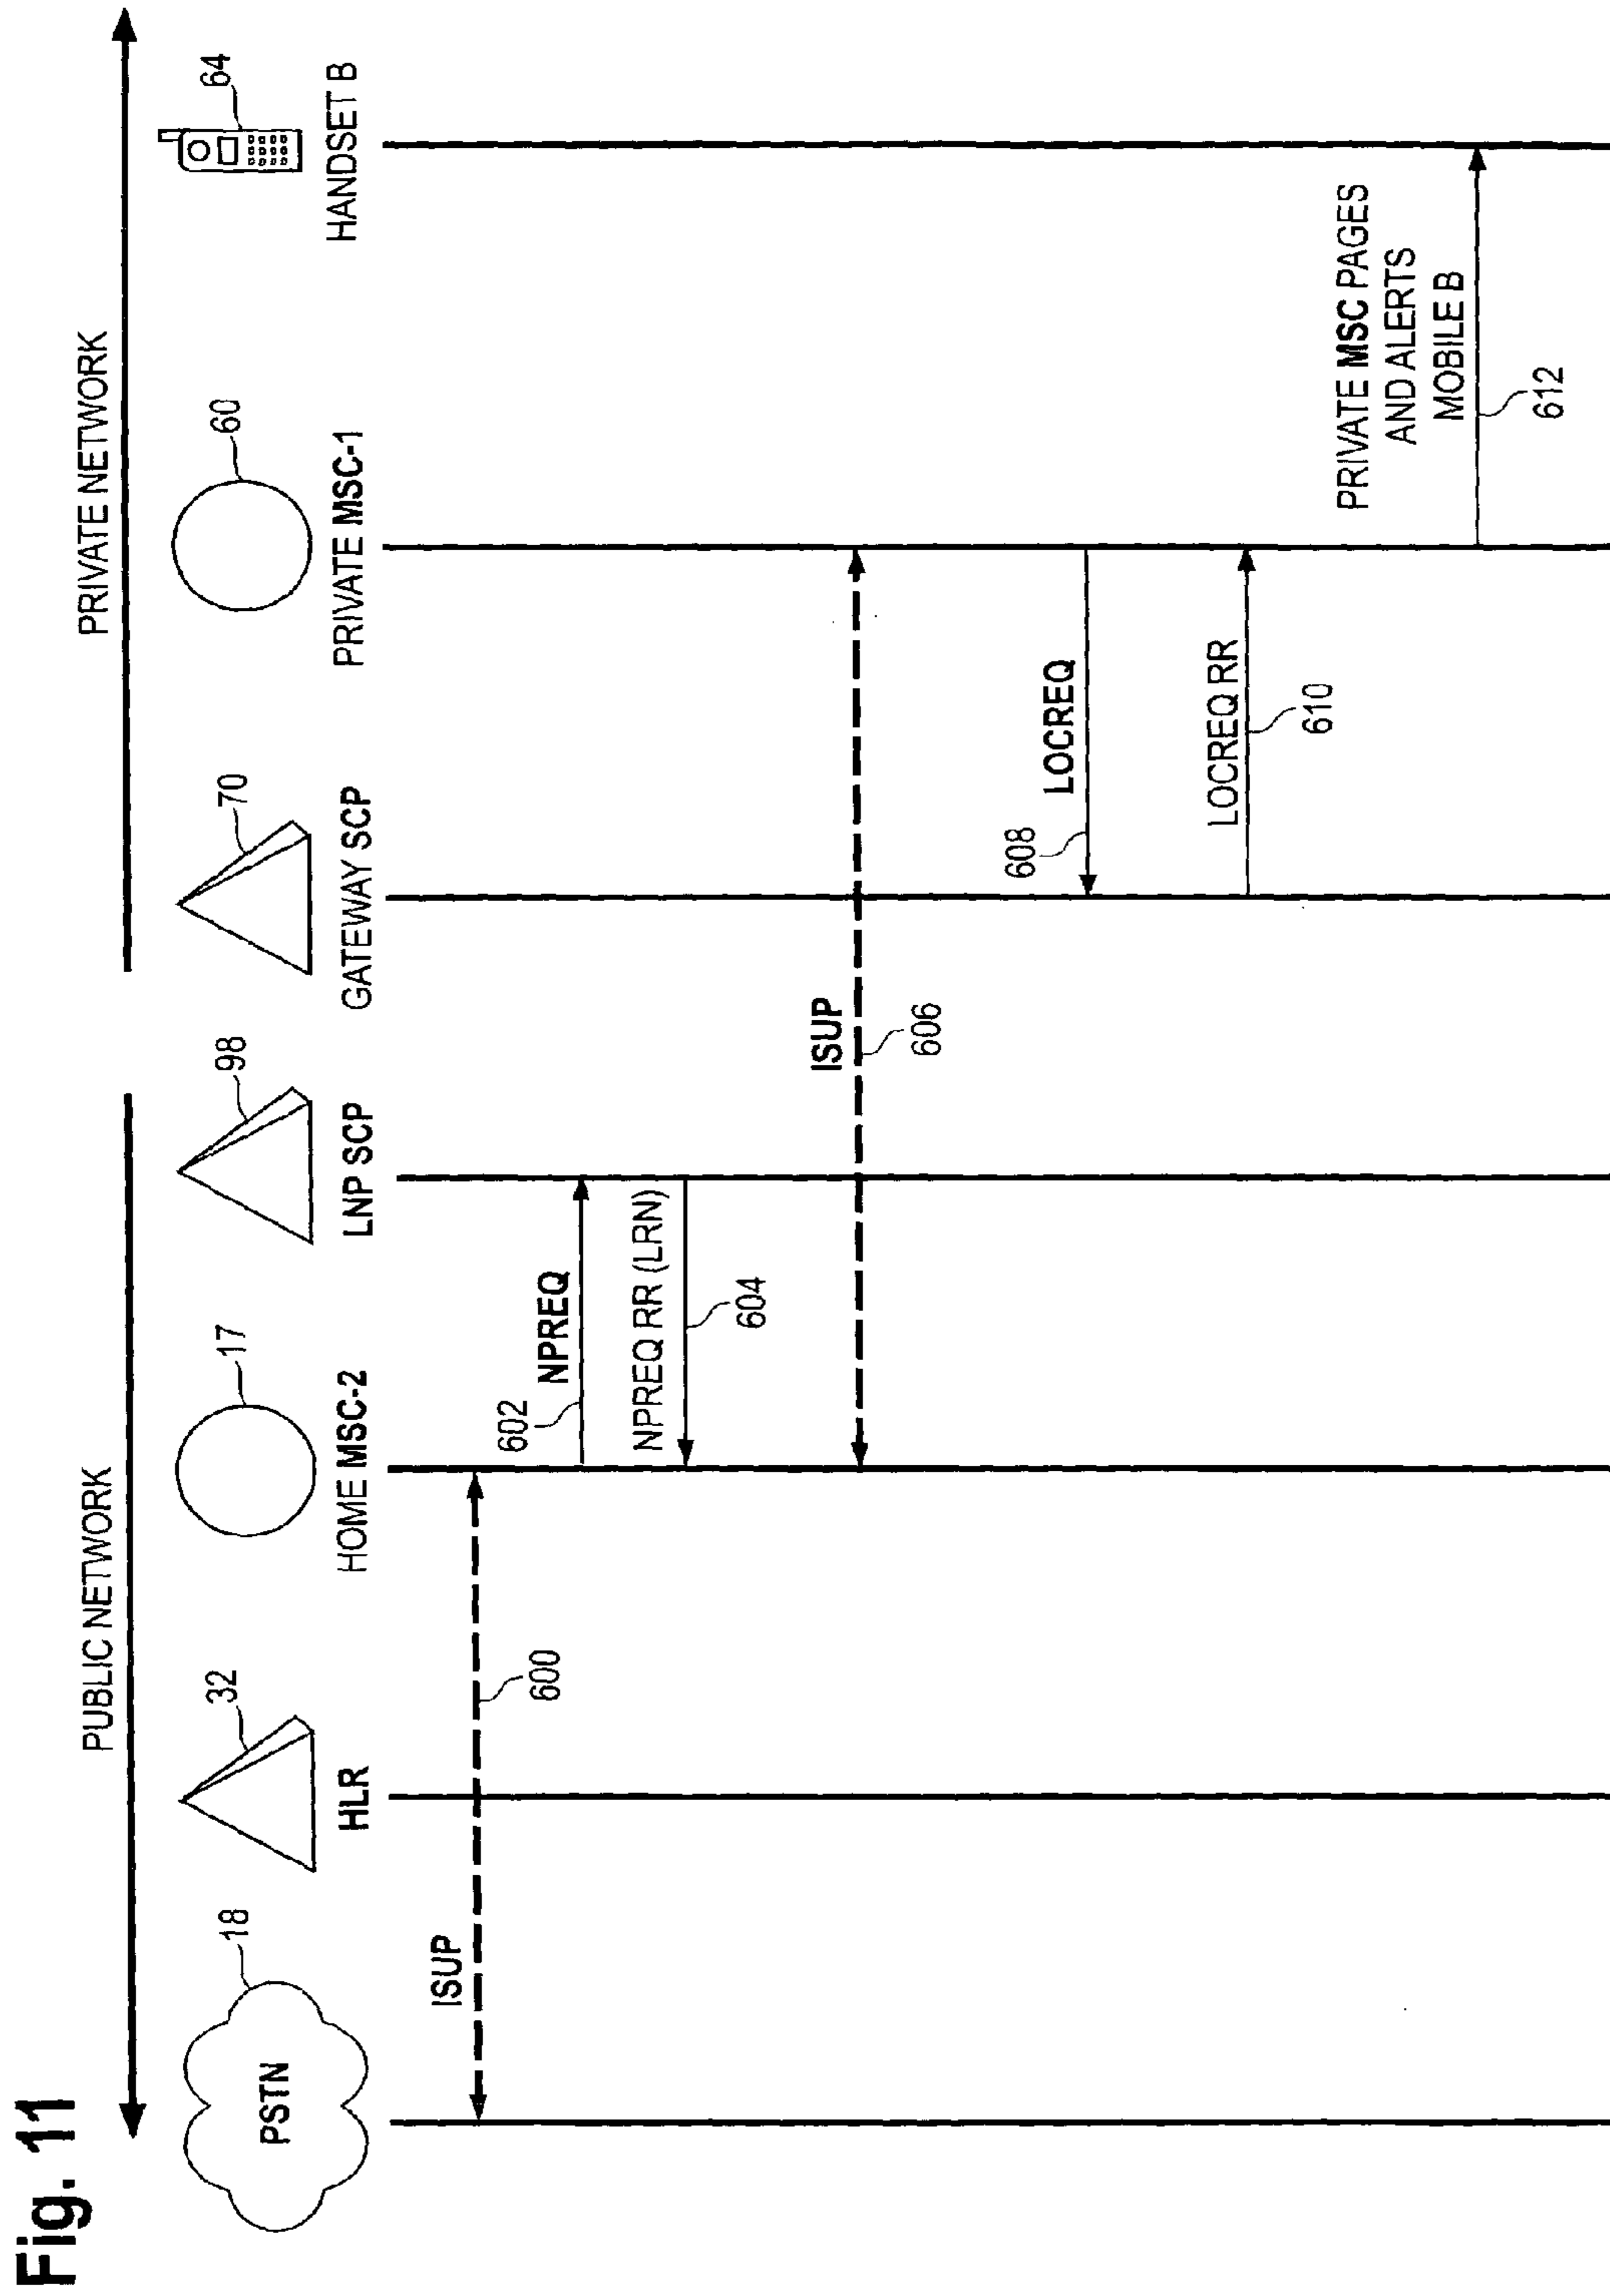 Fig. 11
PUBLIC NETWORK
PRIVATE NETWORK
18
32
17
98
70
60
64
PSTN
HLR
HOME MSC-2
LNP SCP
GATEWAY SCP
PRIVATE MSC-1
HANDSET B
ISUP
600
602
NPREQ
NPREQ RR (LRN)
604
ISUP
606
608
LOCREQ
LOCREQ RR
610
PRIVATE MSC PAGES
AND ALERTS
MOBILE B
612